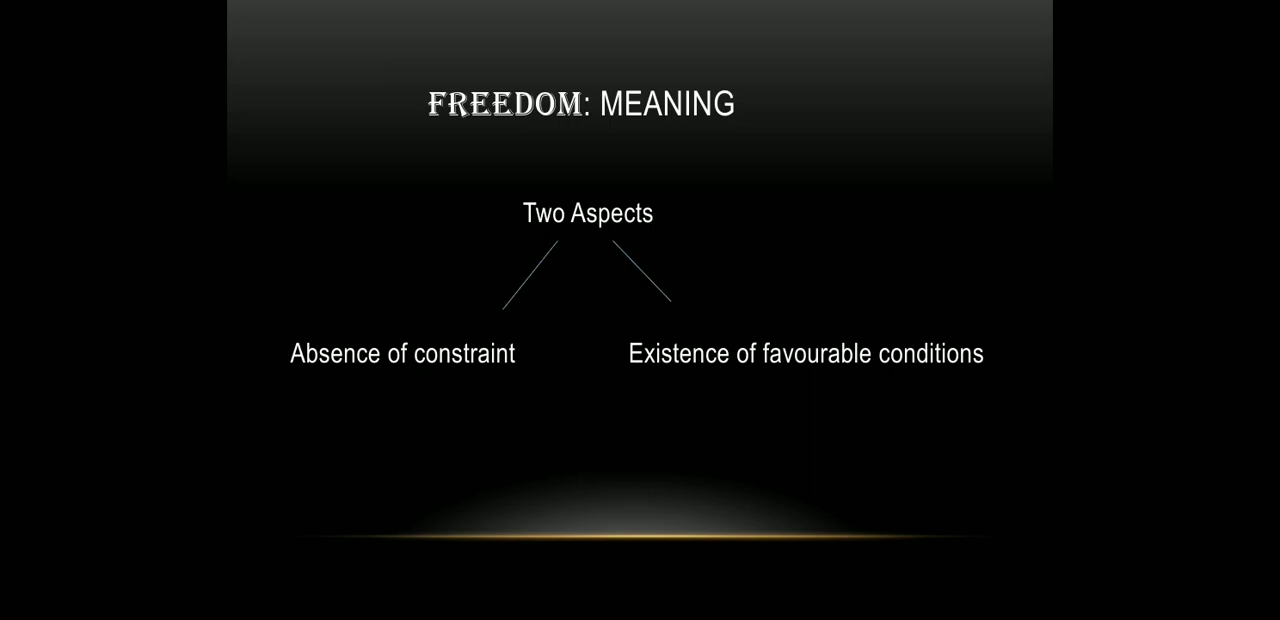 FREEDOM: MEANING
Two Aspects
Absence of constraint
Existence of favourable conditions